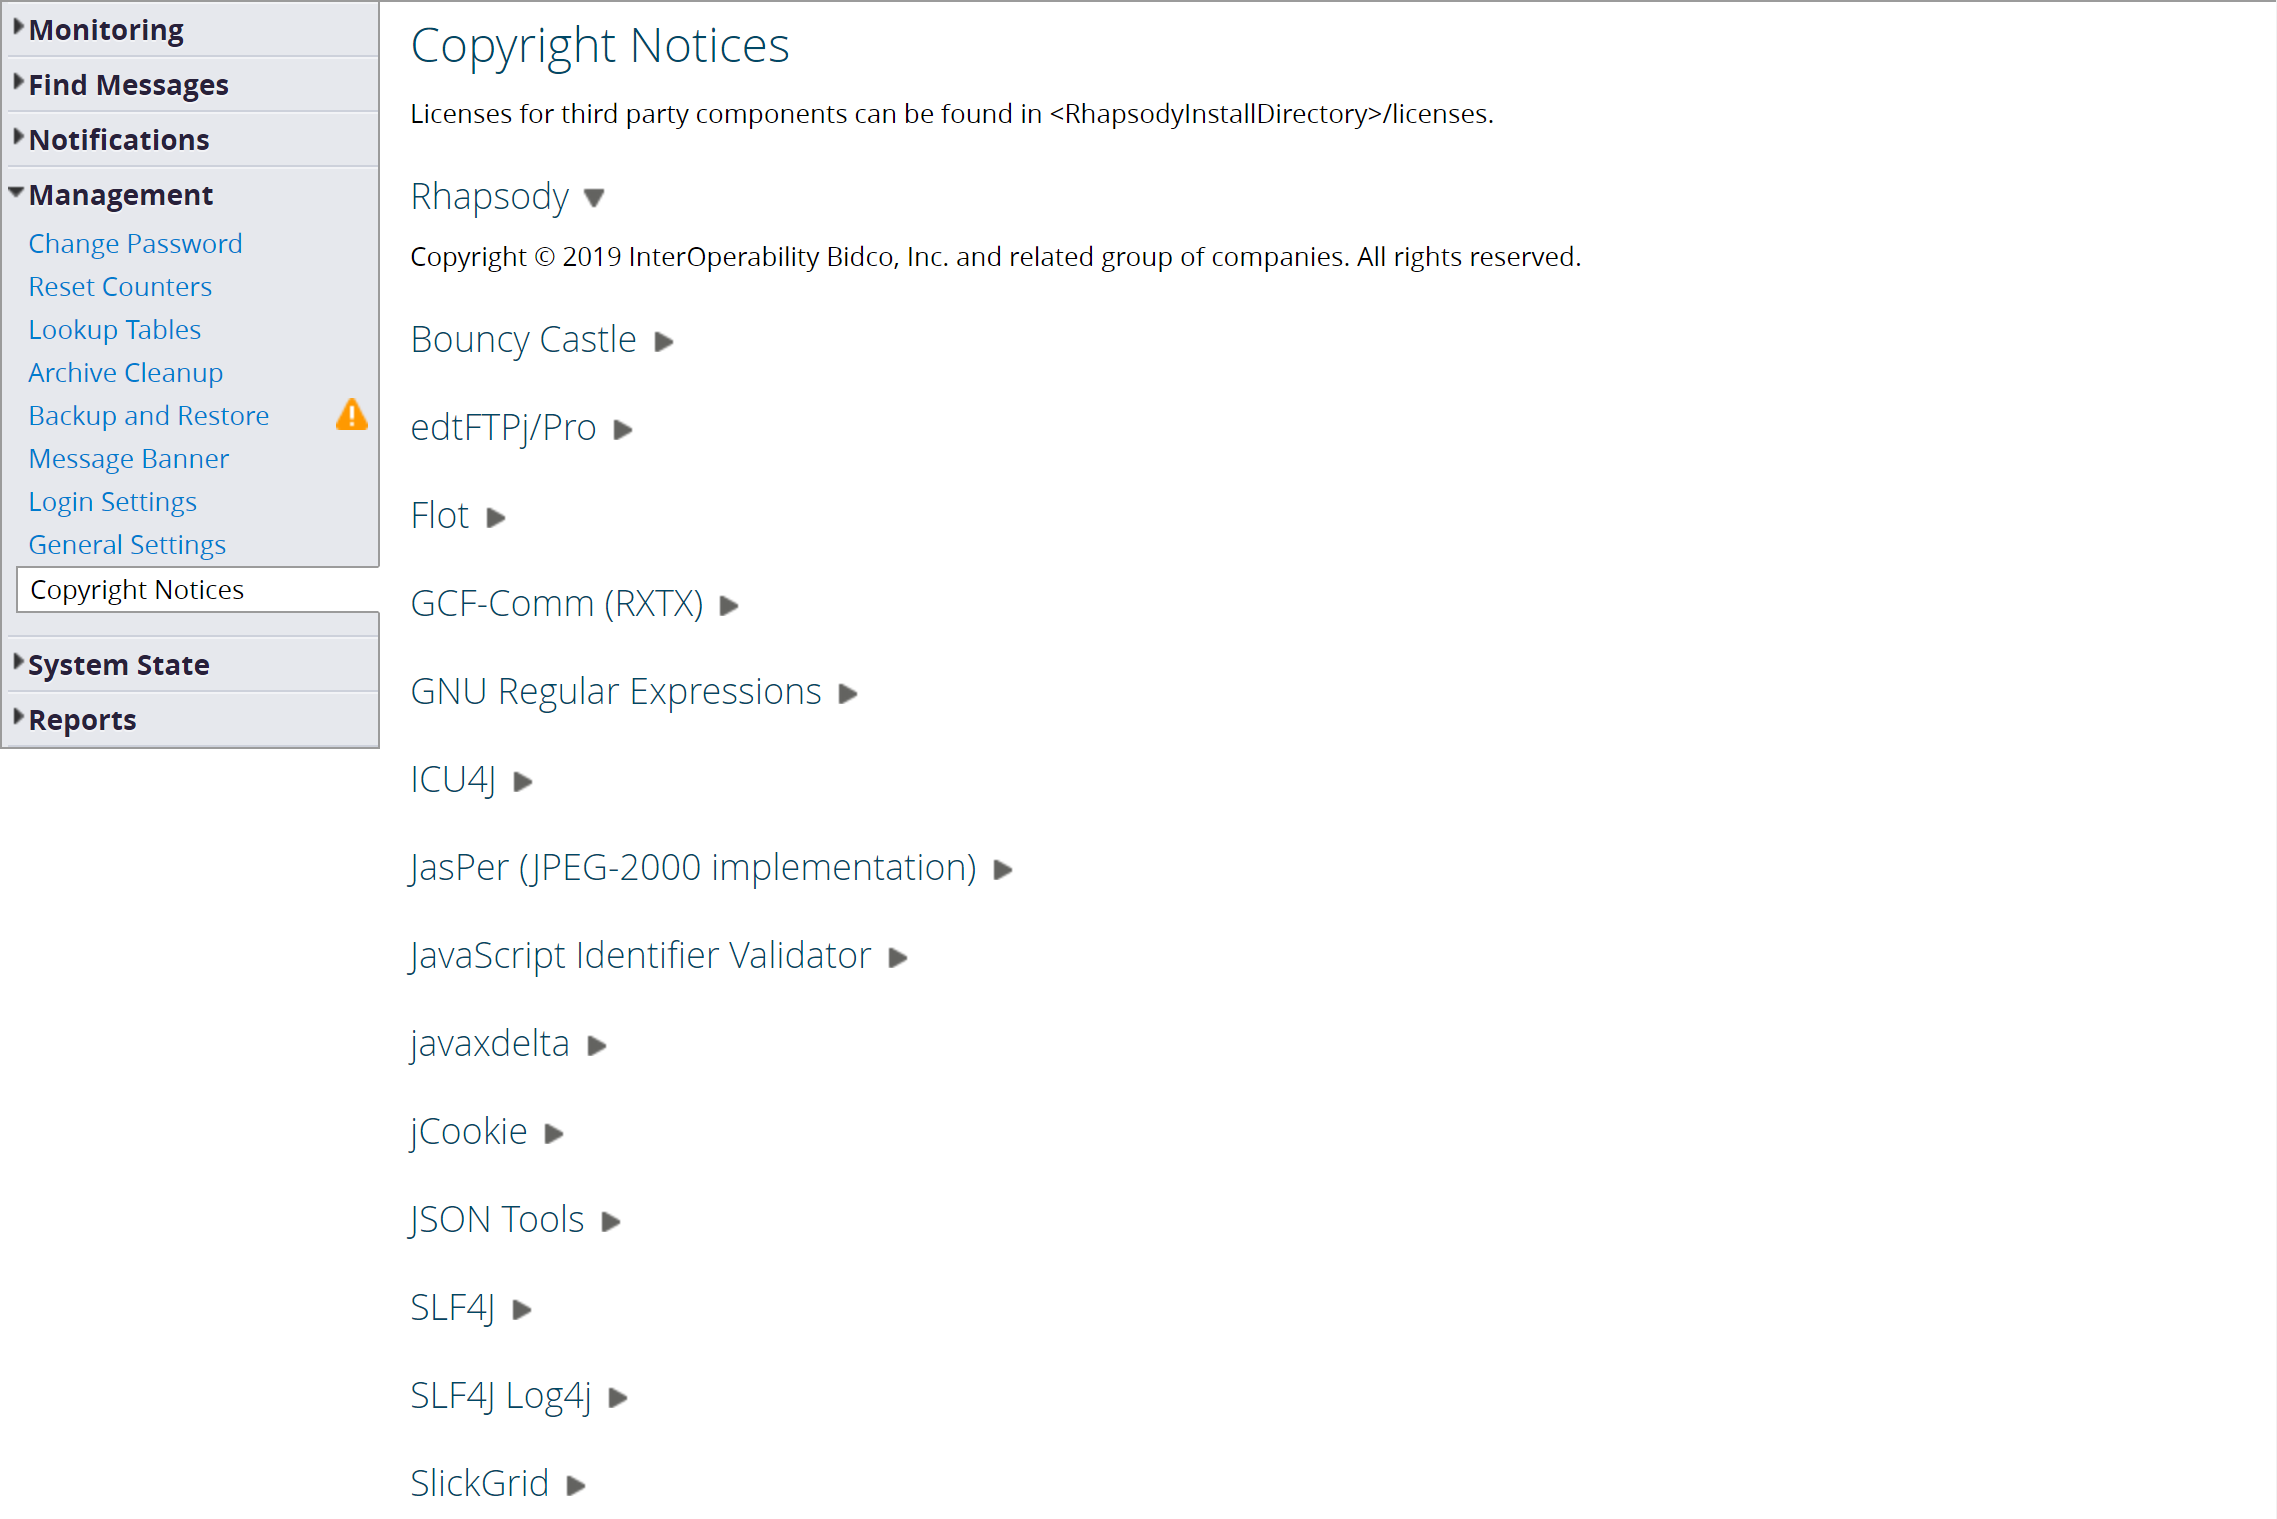 Monitoring
Find Messages
Notifications
Management
Change Password
Reset Counters
Lookup Tables
Archive Cleanup
Backup and Restore
Message Banner
Login Settings
General Settings
Copyright Notices
System State
Reports
Copyright Notices
Licenses for third party components can be found in <RhapsodyInstallDirectory>/licenses.
Rhapsody
Copyright © 2019 InterOperability Bidco, Inc. and related group of companies. All rights reserved.
Bouncy Castle
edtFTPj/Pro
Flot
GCF-Comm (RXTX)
GNU Regular Expressions
ICU4J
JasPer (JPEG-2000 implementation)
JavaScript Identifier Validator
javaxdelta
jCookie
JSON Tools
SLF4J
SLF4J Log4j
SlickGrid